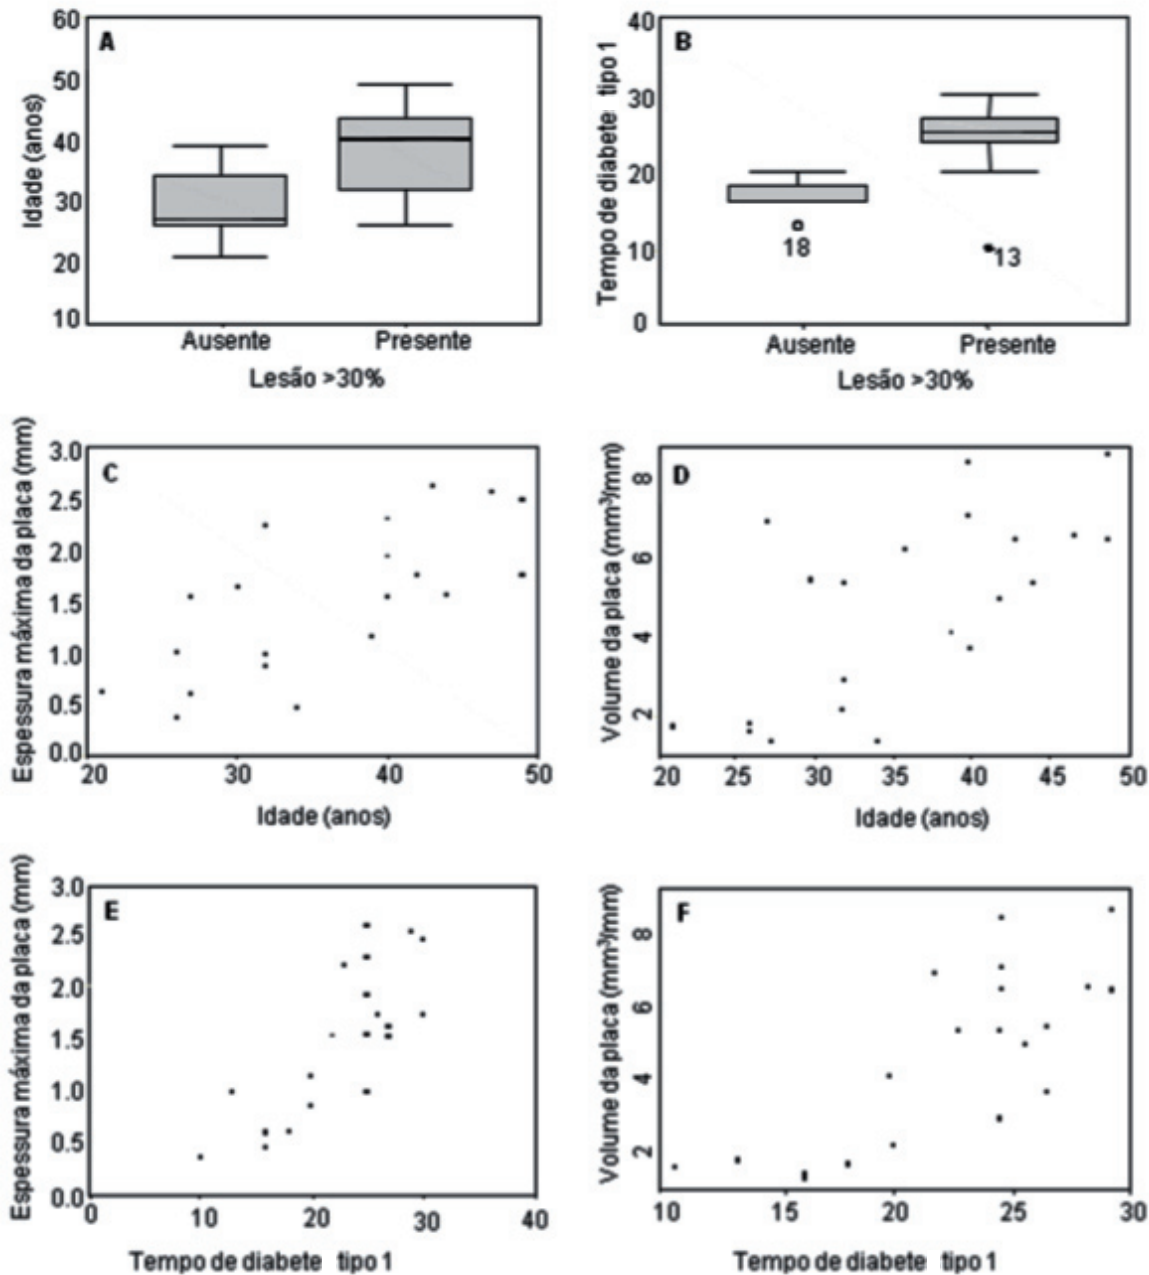 A
Idade (anos)
60
50
40
30
20
10
Ausente Presente
Lesão >30%
B
Tempo de diabete tipo 1
40
30
20
10
0
18
13
Ausente Presente
Lesão >30%
C
Espessura máxima da placa (mm)
3.0
2.5
2.0
1.5
1.0
0.5
0.0
20 30 40 50
Idade (anos)
D
Volume da placa (mm³/mm)
8
6
4
2
20 25 30 35 40 45 50
Idade (anos)
E
Espessura máxima da placa (mm)
3.0
2.5
2.0
1.5
1.0
0.5
0.0
0 10 20 30 40
Tempo de diabete tipo 1
F
Volume da placa (mm³/mm)
8
6
4
2
10 15 20 25 30
Tempo de diabete tipo 1